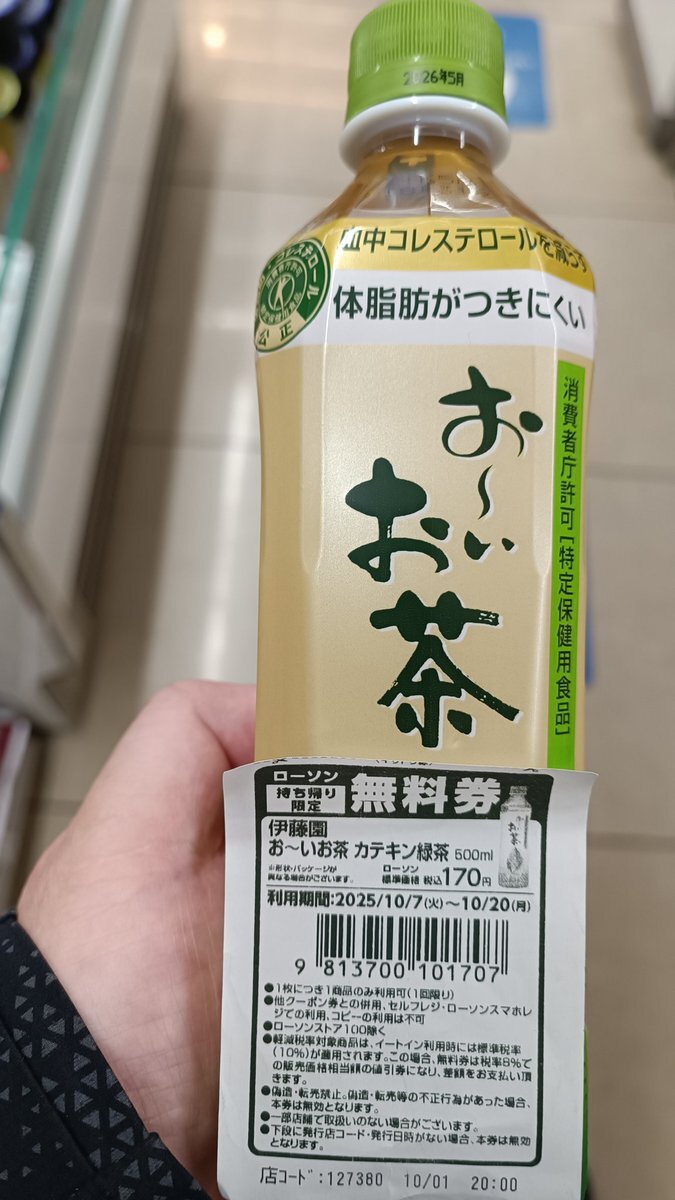 2026年5月
血中コレステロールを減らす
体脂肪がつきにくい
コレステロール
公正
お～い
お茶
消費者庁許可[特定保健用食品]
ローソン
持ち帰り
限定
無料券
伊藤園
お～いお茶 カテキン緑茶 500ml
※形状・パッケージが
異なる場合がございます。
ローソン
標準価格 税込170円
利用期間:2025/10/7(火)～10/20(月)
9 813700 101707
●1枚につき1商品のみ利用可(1回限り)
●他クーポン券との併用、セルフレジ・ローソンスマホレ
ジでの利用、コピーの利用は不可
●ローソンストア100除く
●軽減税率対象商品は、イートイン利用時には標準税率
(10%)が適用されます。この場合、無料券は税率8%で
の販売価格相当額の値引券になり、差額をお支払い頂
きます。
●偽造・転売禁止。偽造・転売等の不正行為があった場合、
本券は無効となります。
●一部店舗で取扱いのない場合がございます。
●下段に発行店コード・発行日時がない場合、本券は無効
となります。
店コード:127380 10/01 20:00